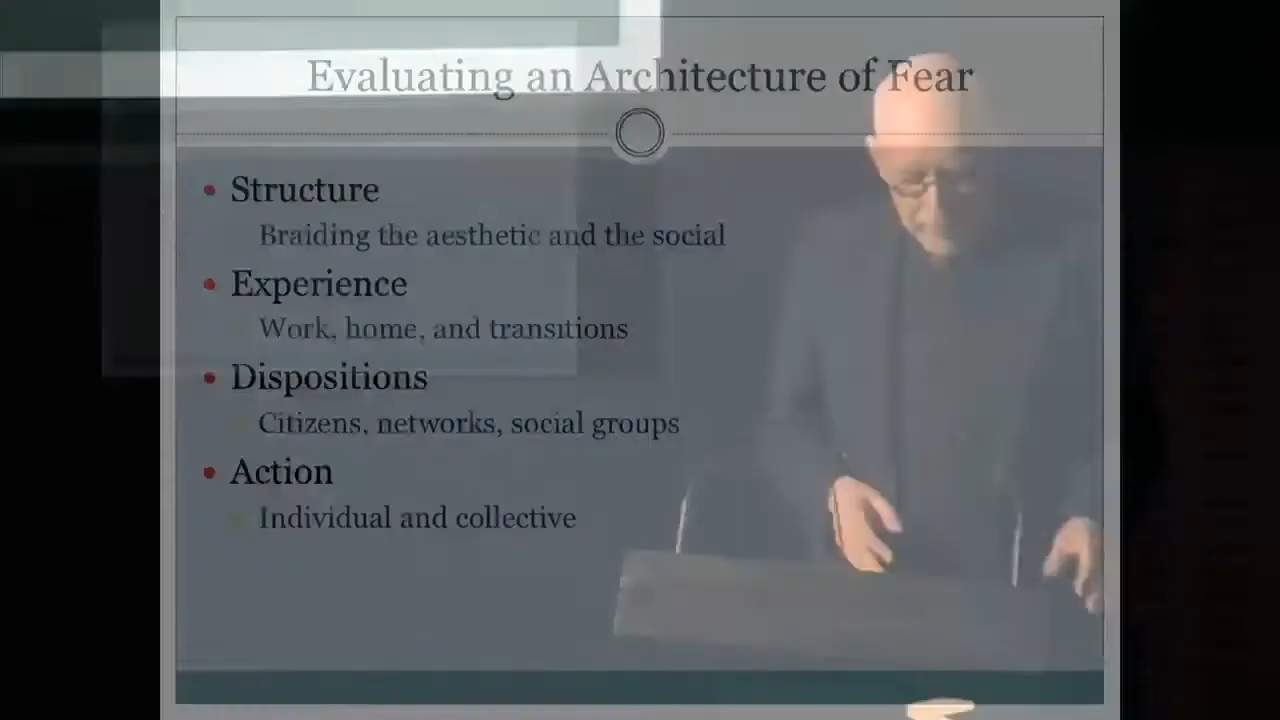 Evaluating an Architecture of Fear
Structure
Braiding the aesthetic and the social
Experience
Work, home, and transitions
Dispositions
Citizens, networks, social groups
Action
Individual and collective